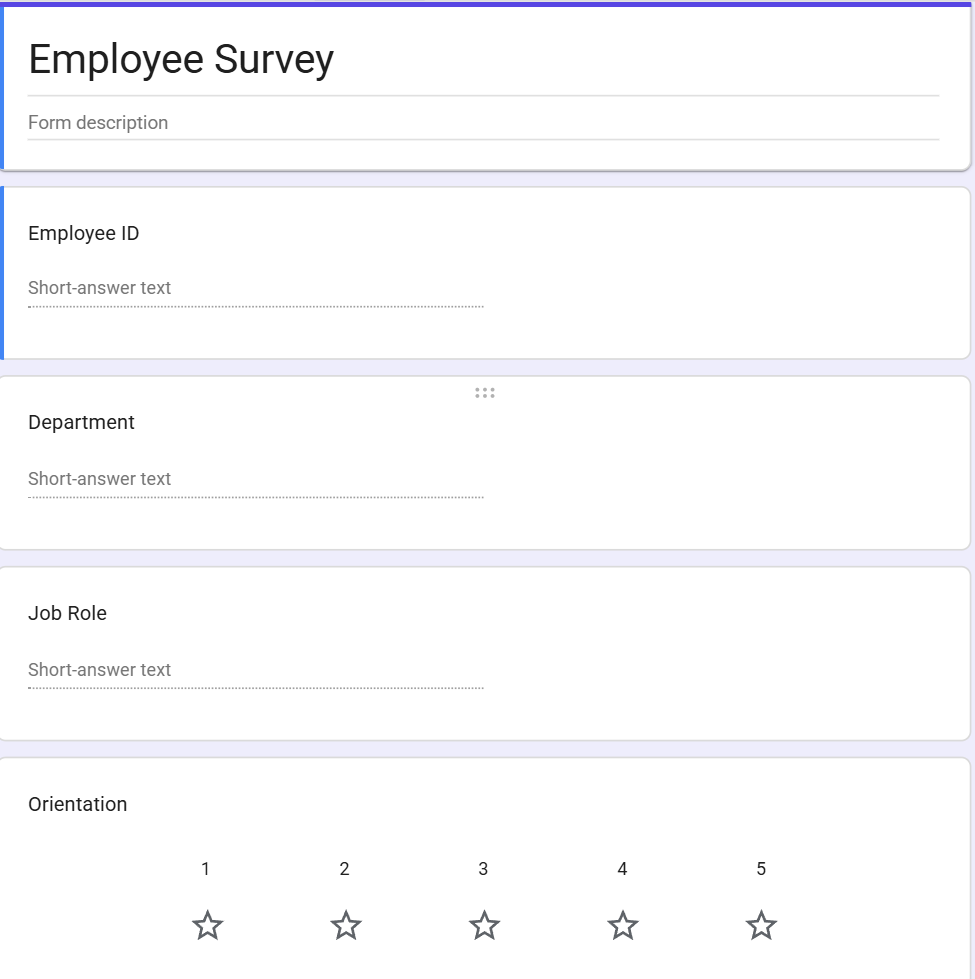 Employee Survey
Form description
Employee ID
Short-answer text
Department
Short-answer text
Job Role
Short-answer text
Orientation
1 2 3 4 5